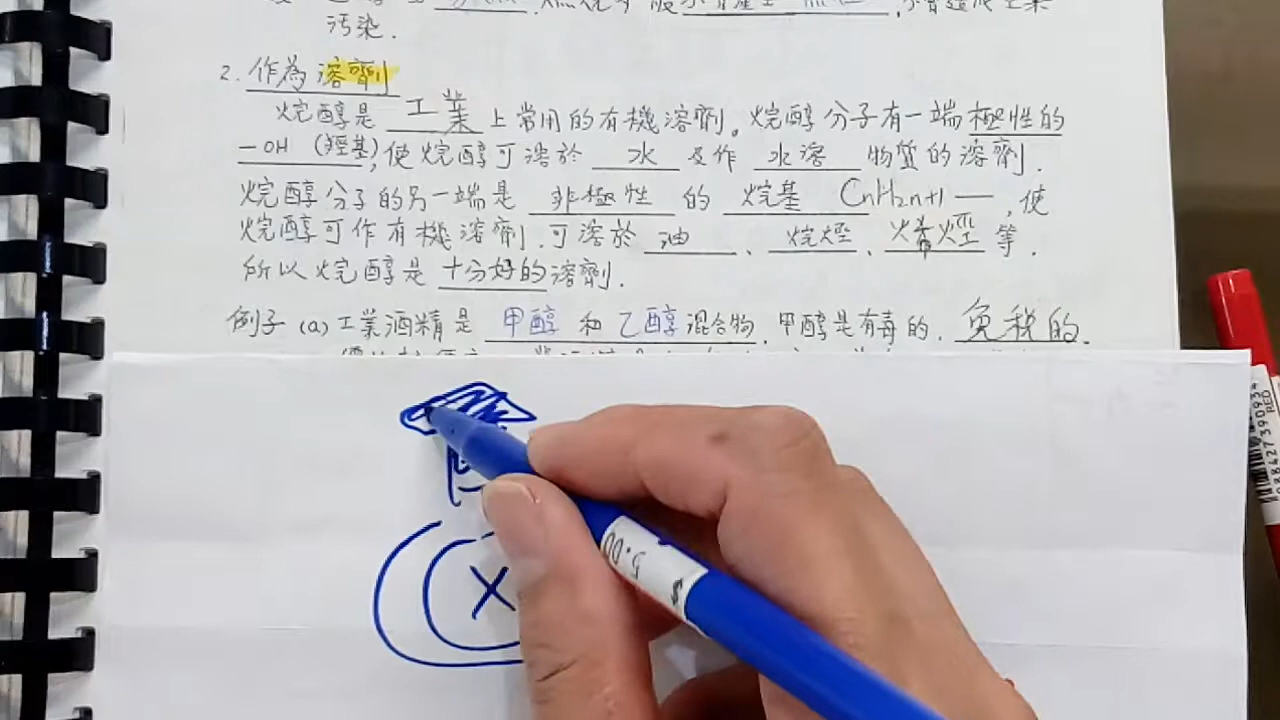 污染.
2. 作為溶劑
烷醇是 工業 上常用的有機溶劑。烷醇分子有一端極性的
-OH (羥基),使烷醇可溶於 水 及作 水溶 物質的溶劑.
烷醇分子的另一端是 非極性 的 烷基 CnH2n+1 — ,使
烷醇可作有機溶劑.可溶於 油 、烷烴、烯烴 等.
所以烷醇是十分好的溶劑.
例子 (a) 工業酒精是 甲醇 和 乙醇 混合物. 甲醇是有毒的. 免税的.
X
$ 5.00
RED